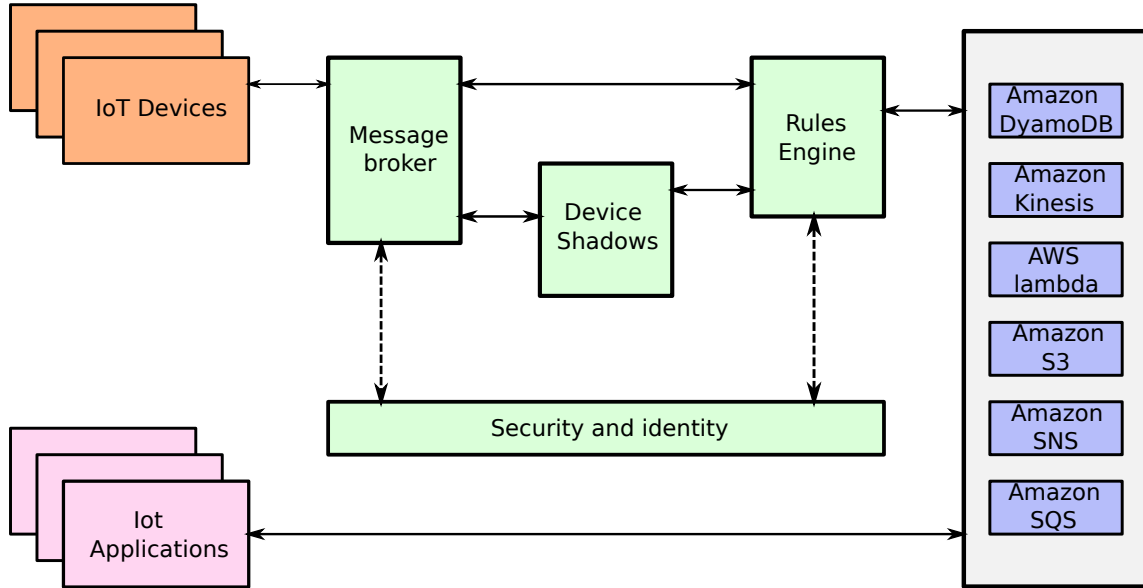 IoT Devices
Message
broker
Rules
Engine
Device
Shadows
Security and identity
Iot
Applications
Amazon
DyamoDB
Amazon
Kinesis
AWS
lambda
Amazon
S3
Amazon
SNS
Amazon
SQS